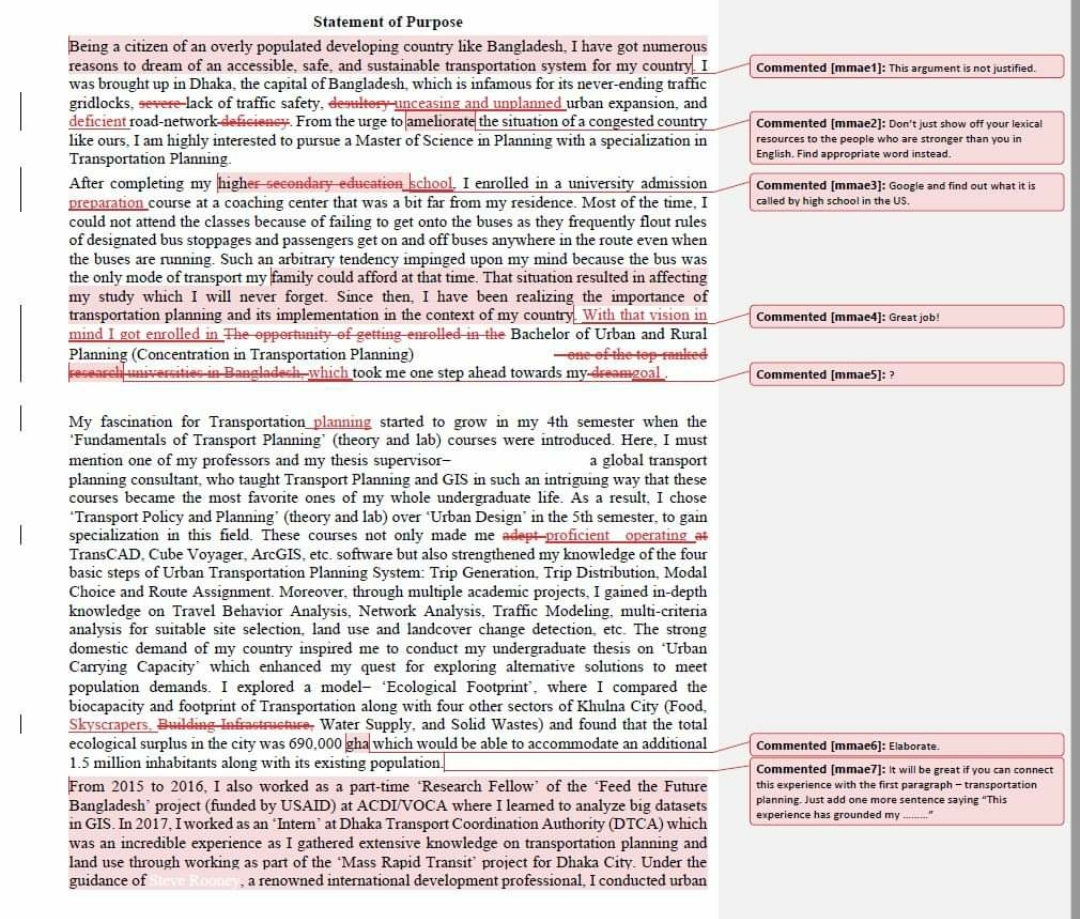 Statement of Purpose
Being a citizen of an overly populated developing country like Bangladesh, I have got numerous
reasons to dream of an accessible, safe, and sustainable transportation system for my country. I
was brought up in Dhaka, the capital of Bangladesh, which is infamous for its never-ending traffic
gridlocks, severe lack of traffic safety, desultory unceasing and unplanned urban expansion, and
deficient road-network deficiency. From the urge to ameliorate the situation of a congested country
like ours, I am highly interested to pursue a Master of Science in Planning with a specialization in
Transportation Planning.
After completing my higher secondary education school, I enrolled in a university admission
preparation course at a coaching center that was a bit far from my residence. Most of the time, I
could not attend the classes because of failing to get onto the buses as they frequently flout rules
of designated bus stoppages and passengers get on and off buses anywhere in the route even when
the buses are running. Such an arbitrary tendency impinged upon my mind because the bus was
the only mode of transport my family could afford at that time. That situation resulted in affecting
my study which I will never forget. Since then, I have been realizing the importance of
transportation planning and its implementation in the context of my country. With that vision in
mind I got enrolled in The opportunity of getting enrolled in the Bachelor of Urban and Rural
Planning (Concentration in Transportation Planning) – one of the top ranked
research universities in Bangladesh, which took me one step ahead towards my dreamgoal .
My fascination for Transportation planning started to grow in my 4th semester when the
‘Fundamentals of Transport Planning’ (theory and lab) courses were introduced. Here, I must
mention one of my professors and my thesis supervisor– a global transport
planning consultant, who taught Transport Planning and GIS in such an intriguing way that these
courses became the most favorite ones of my whole undergraduate life. As a result, I chose
‘Transport Policy and Planning’ (theory and lab) over ‘Urban Design’ in the 5th semester, to gain
specialization in this field. These courses not only made me adept proficient operating at
TransCAD, Cube Voyager, ArcGIS, etc. software but also strengthened my knowledge of the four
basic steps of Urban Transportation Planning System: Trip Generation, Trip Distribution, Modal
Choice and Route Assignment. Moreover, through multiple academic projects, I gained in-depth
knowledge on Travel Behavior Analysis, Network Analysis, Traffic Modeling, multi-criteria
analysis for suitable site selection, land use and landcover change detection, etc. The strong
domestic demand of my country inspired me to conduct my undergraduate thesis on ‘Urban
Carrying Capacity’ which enhanced my quest for exploring alternative solutions to meet
population demands. I explored a model– ‘Ecological Footprint’, where I compared the
biocapacity and footprint of Transportation along with four other sectors of Khulna City (Food,
Skyscrapers, Building Infrastructure, Water Supply, and Solid Wastes) and found that the total
ecological surplus in the city was 690,000 gha which would be able to accommodate an additional
1.5 million inhabitants along with its existing population.
From 2015 to 2016, I also worked as a part-time ‘Research Fellow’ of the ‘Feed the Future
Bangladesh’ project (funded by USAID) at ACDI/VOCA where I learned to analyze big datasets
in GIS. In 2017, I worked as an ‘Intern’ at Dhaka Transport Coordination Authority (DTCA) which
was an incredible experience as I gathered extensive knowledge on transportation planning and
land use through working as part of the ‘Mass Rapid Transit’ project for Dhaka City. Under the
guidance of Steve Rooney, a renowned international development professional, I conducted urban
Commented [mmae1]: This argument is not justified.
Commented [mmae2]: Don't just show off your lexical
resources to the people who are stronger than you in
English. Find appropriate word instead.
Commented [mmae3]: Google and find out what it is
called by high school in the US.
Commented [mmae4]: Great job!
Commented [mmae5]: ?
Commented [mmae6]: Elaborate.
Commented [mmae7]: It will be great if you can connect
this experience with the first paragraph – transportation
planning. Just add one more sentence saying “This
experience has grounded my .........”